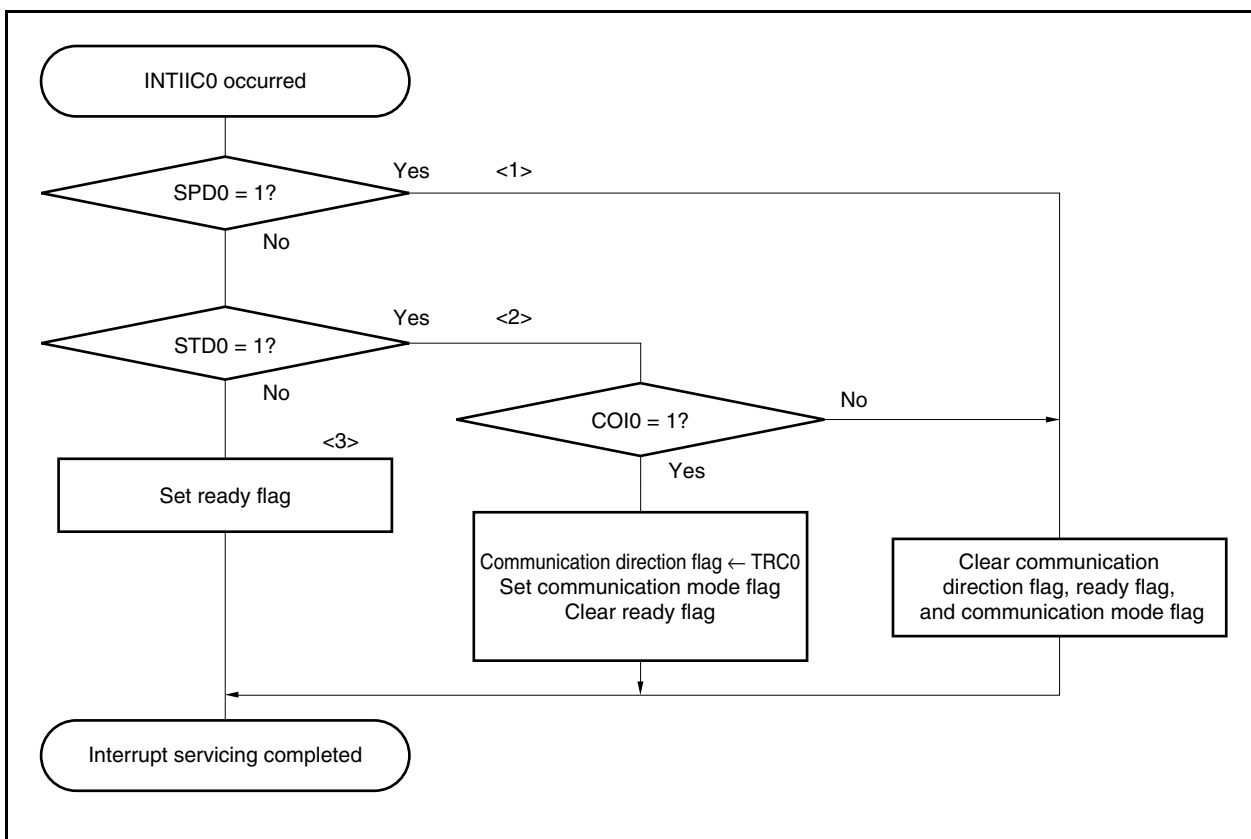 INTIIC0 occurred
Yes
<1>
SPD0 = 1?
No
Yes
<2>
STD0 = 1?
No
COI0 = 1?
No
Yes
<3>
Set ready flag
Communication direction flag ← TRC0
Set communication mode flag
Clear ready flag
Clear communication
direction flag, ready flag,
and communication mode flag
Interrupt servicing completed